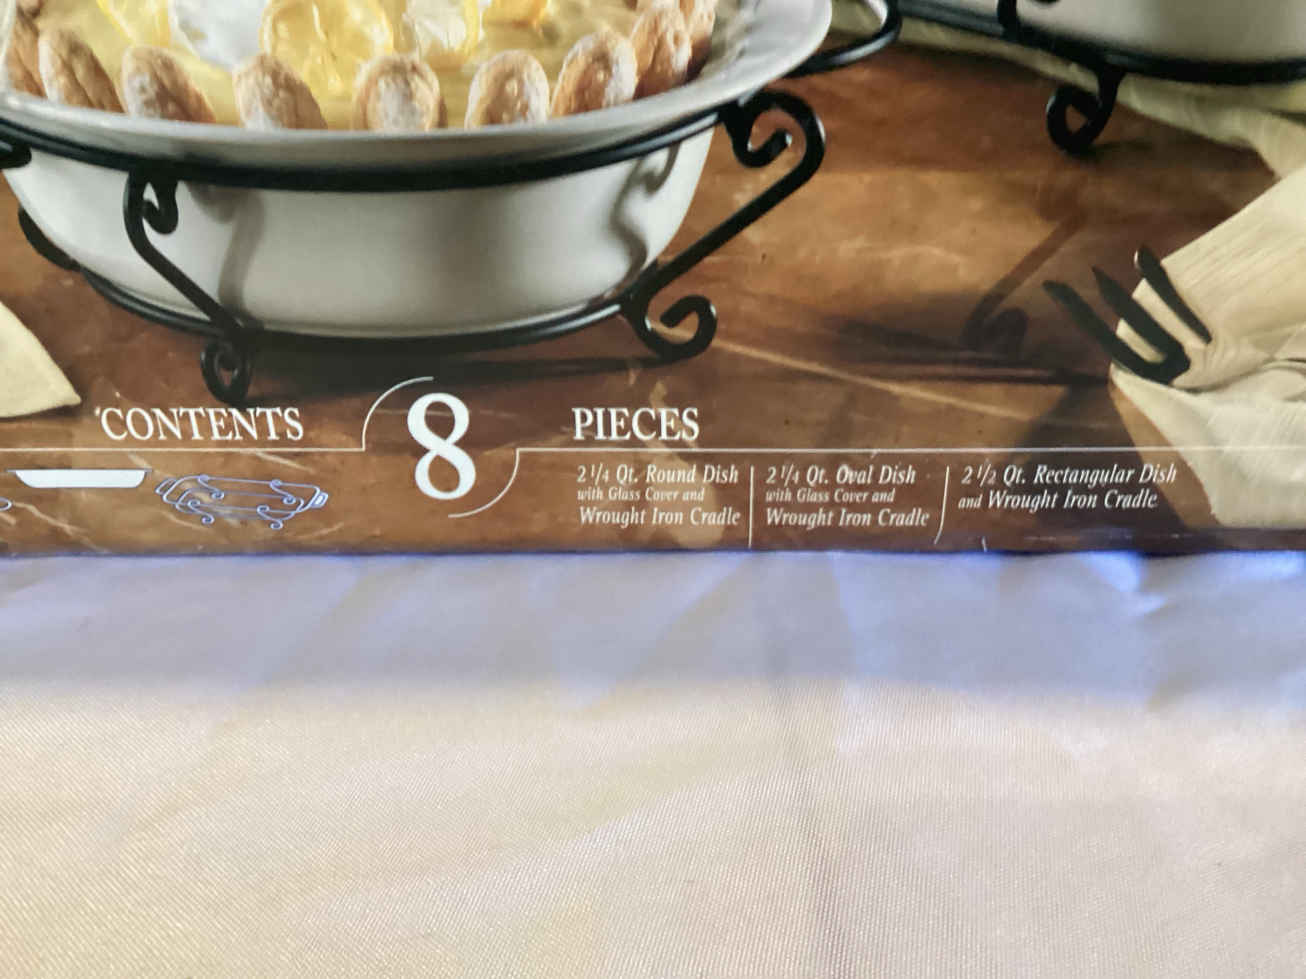 CONTENTS 8 PIECES
2 1/4 Qt. Round Dish
with Glass Cover and
Wrought Iron Cradle
2 1/4 Qt. Oval Dish
with Glass Cover and
Wrought Iron Cradle
2 1/2 Qt. Rectangular Dish
and Wrought Iron Cradle